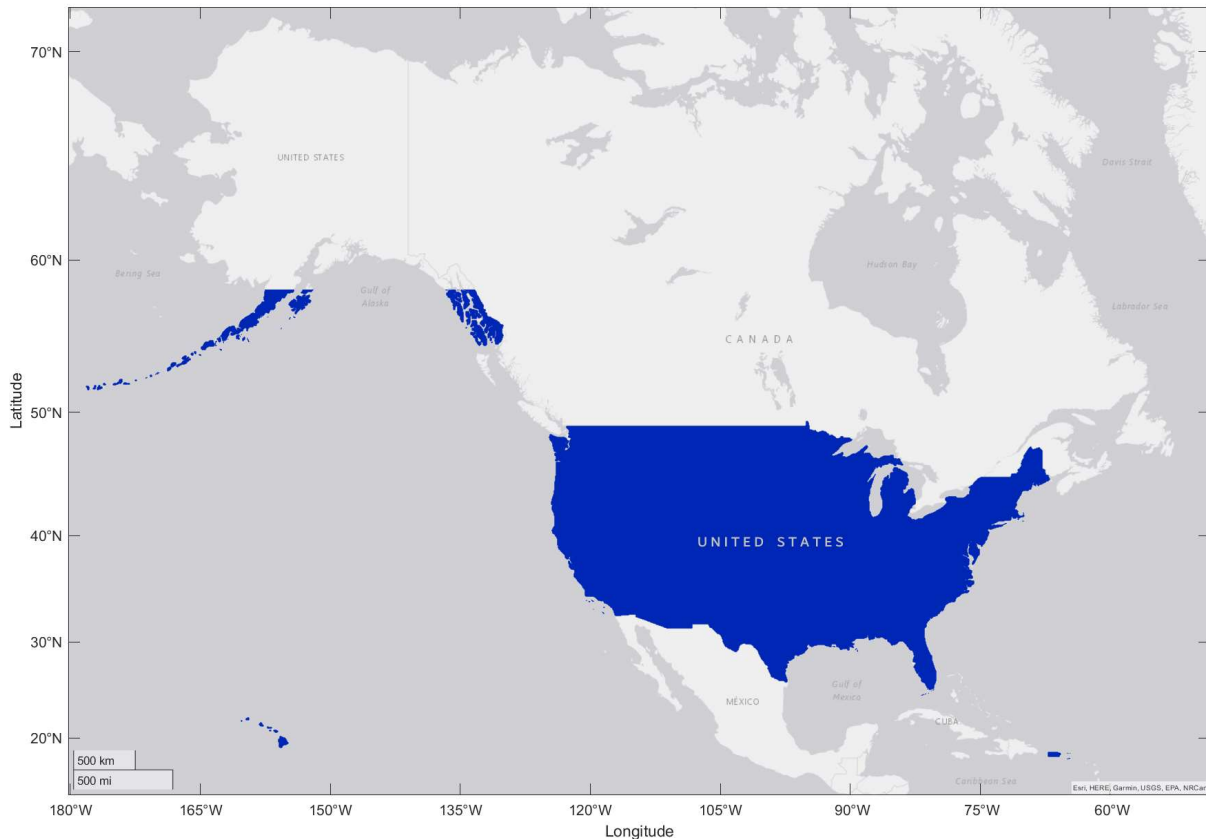 70°N
60°N
50°N
40°N
30°N
20°N
Latitude
UNITED STATES
Bering Sea
Gulf of
Alaska
CANADA
Hudson Bay
Davis Strait
Labrador Sea
UNITED STATES
MÉXICO
Gulf of
Mexico
CUBA
Caribbean Sea
500 km
500 mi
Esri, HERE, Garmin, USGS, EPA, NRCan
180°W
165°W
150°W
135°W
120°W
105°W
90°W
75°W
60°W
Longitude